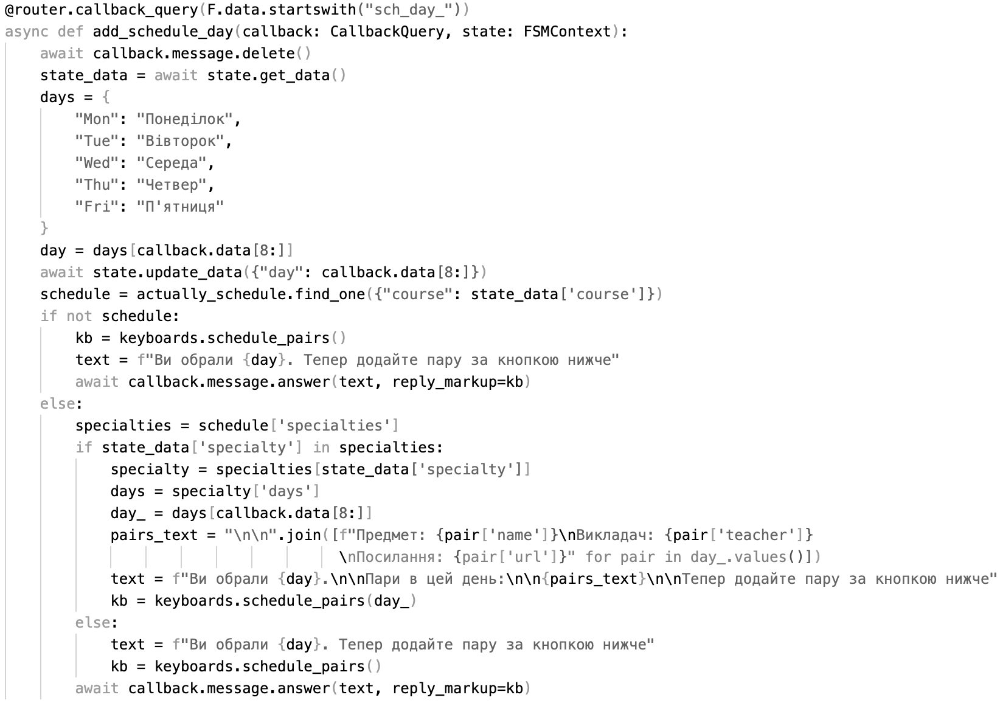 @router.callback_query(F.data.startswith("sch_day_"))
async def add_schedule_day(callback: CallbackQuery, state: FSMContext):
    await callback.message.delete()
    state_data = await state.get_data()
    days = {
        "Mon": "Понеділок",
        "Tue": "Вівторок",
        "Wed": "Середа",
        "Thu": "Четвер",
        "Fri": "П'ятниця"
    }
    day = days[callback.data[8:]]
    await state.update_data({"day": callback.data[8:]})
    schedule = actually_schedule.find_one({"course": state_data['course']})
    if not schedule:
        kb = keyboards.schedule_pairs()
        text = f"Ви обрали {day}. Тепер додайте пару за кнопкою нижче"
        await callback.message.answer(text, reply_markup=kb)
    else:
        specialties = schedule['specialties']
        if state_data['specialty'] in specialties:
            specialty = specialties[state_data['specialty']]
            days = specialty['days']
            day_ = days[callback.data[8:]]
            pairs_text = "\n\n".join([f"Предмет: {pair['name']}\nВикладач: {pair['teacher']}
                                      \nПосилання: {pair['url']}" for pair in day_.values()])
            text = f"Ви обрали {day}.\n\nПари в цей день:\n\n{pairs_text}\n\nТепер додайте пару за кнопкою нижче"
            kb = keyboards.schedule_pairs(day_)
        else:
            text = f"Ви обрали {day}. Тепер додайте пару за кнопкою нижче"
            kb = keyboards.schedule_pairs()
        await callback.message.answer(text, reply_markup=kb)